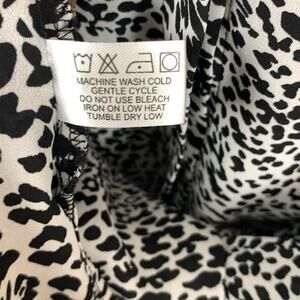 MACHINE WASH COLD
GENTLE CYCLE
DO NOT USE BLEACH
IRON ON LOW HEAT
TUMBLE DRY LOW